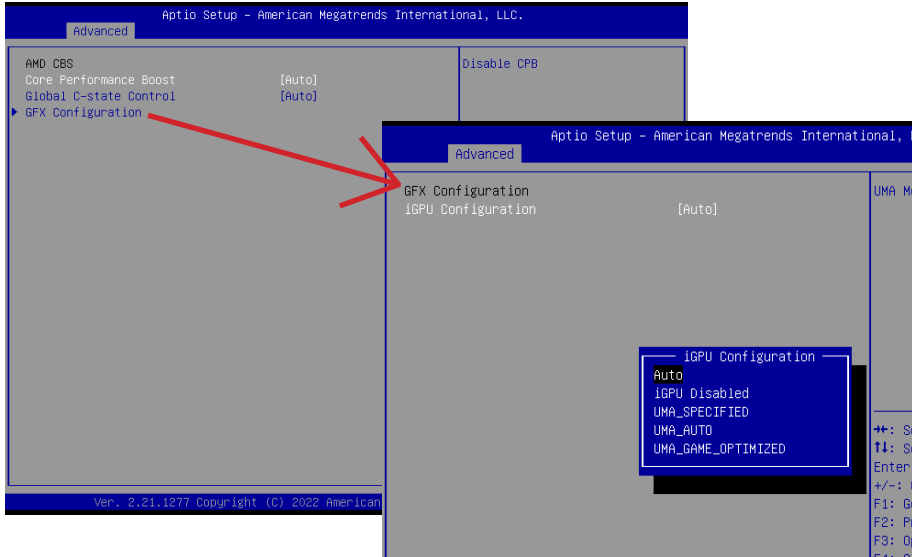 Aptio Setup – American Megatrends International, LLC.
Advanced
AMD CBS
Core Performance Boost [Auto]
Global C-state Control [Auto]
GFX Configuration
Disable CPB
Ver. 2.21.1277 Copyright (C) 2022 American
Aptio Setup – American Megatrends International,
Advanced
GFX Configuration
iGPU Configuration [Auto]
UMA
iGPU Configuration
Auto
iGPU Disabled
UMA_SPECIFIED
UMA_AUTO
UMA_GAME_OPTIMIZED
→←:
↑↓:
Enter
+/-:
F1:
F2:
F3: